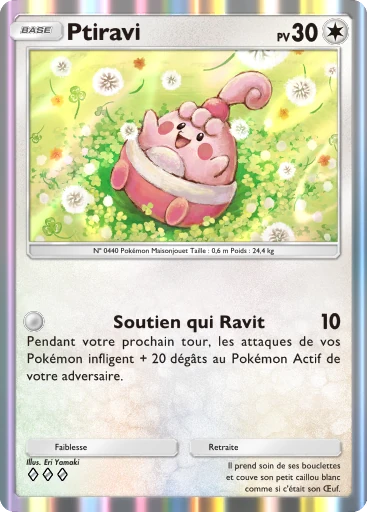 BASE Ptiravi PV 30
N° 0440 Pokémon Maisonjouet Taille : 0,6 m Poids : 24,4 kg
Soutien qui Ravit 10
Pendant votre prochain tour, les attaques de vos
Pokémon infligent + 20 dégâts au Pokémon Actif de
votre adversaire.
Faiblesse Retraite
Illus. Eri Yamaki
Il prend soin de ses bouclettes
et couve son petit caillou blanc
comme si c'était son Œuf.